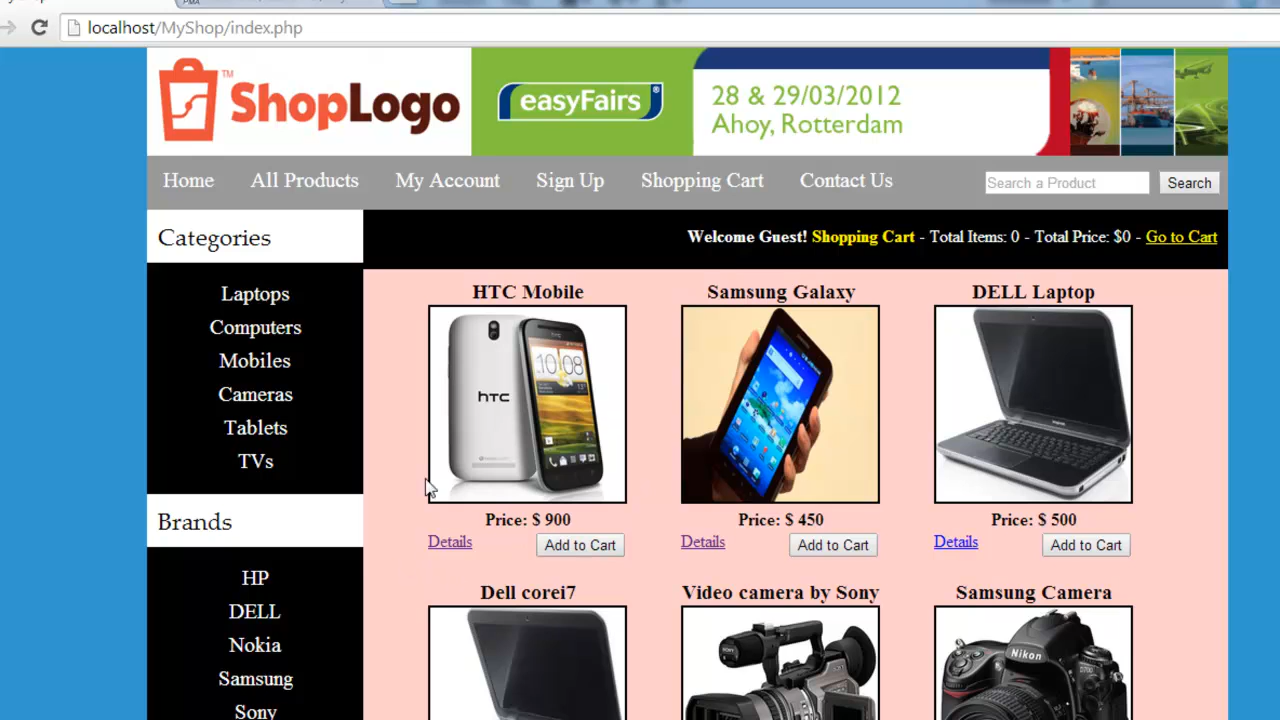 localhost/MyShop/index.php
ShopLogo™
easyFairs®
28 & 29/03/2012
Ahoy, Rotterdam
Home All Products My Account Sign Up Shopping Cart Contact Us Search a Product Search
Categories
Welcome Guest! Shopping Cart - Total Items: 0 - Total Price: $0 - Go to Cart
Laptops
Computers
Mobiles
Cameras
Tablets
TVs
Brands
HP
DELL
Nokia
Samsung
Sony
HTC Mobile Samsung Galaxy DELL Laptop
hTC
10:08
Price: $ 900 Price: $ 450 Price: $ 500
Details Add to Cart Details Add to Cart Details Add to Cart
Dell corei7 Video camera by Sony Samsung Camera
SONY
Nikon